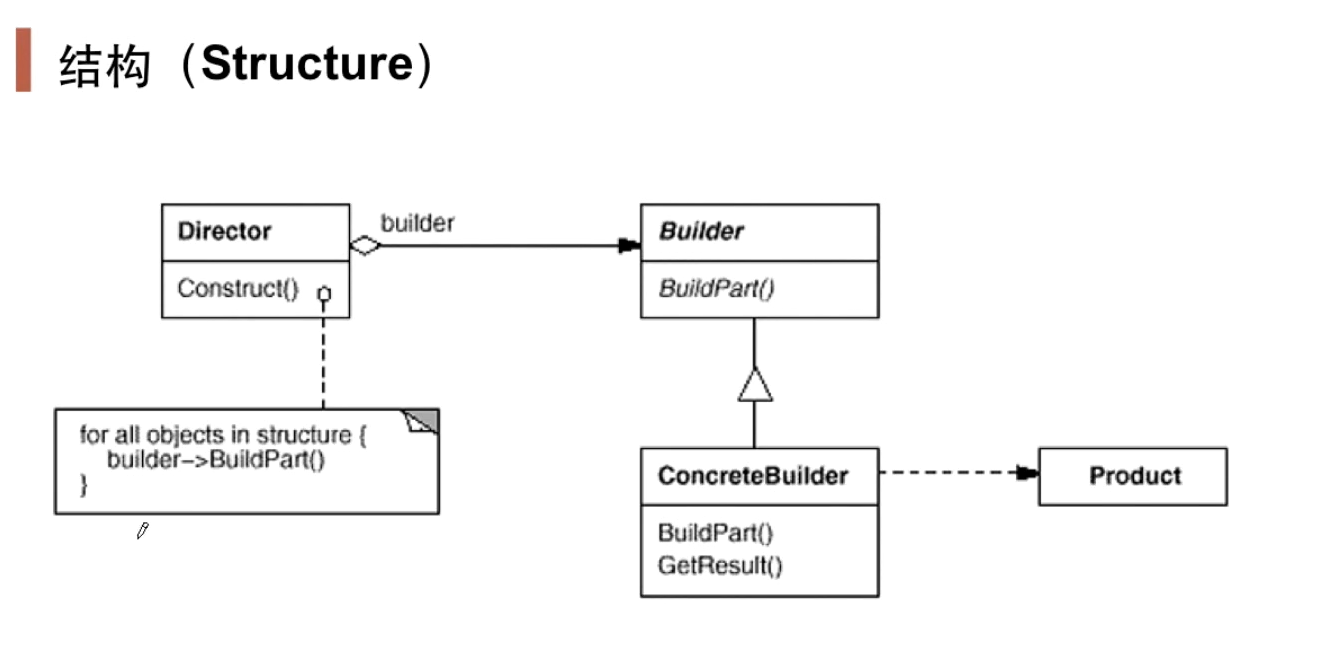 结构（Structure）
Director
Construct()
builder
Builder
BuildPart()
for all objects in structure {
builder->BuildPart()
}
ConcreteBuilder
BuildPart()
GetResult()
Product